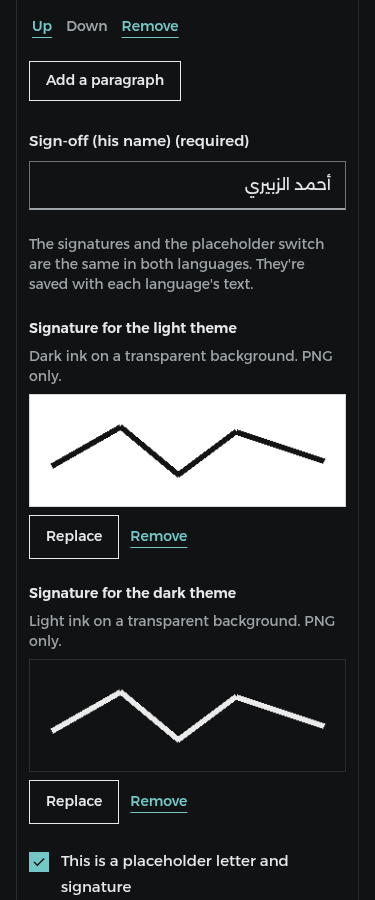 Up Down Remove
Add a paragraph
Sign-off (his name) (required)
أحمد الزبيري
The signatures and the placeholder switch
are the same in both languages. They're
saved with each language's text.
Signature for the light theme
Dark ink on a transparent background. PNG
only.
Replace Remove
Signature for the dark theme
Light ink on a transparent background. PNG
only.
Replace Remove
This is a placeholder letter and
signature